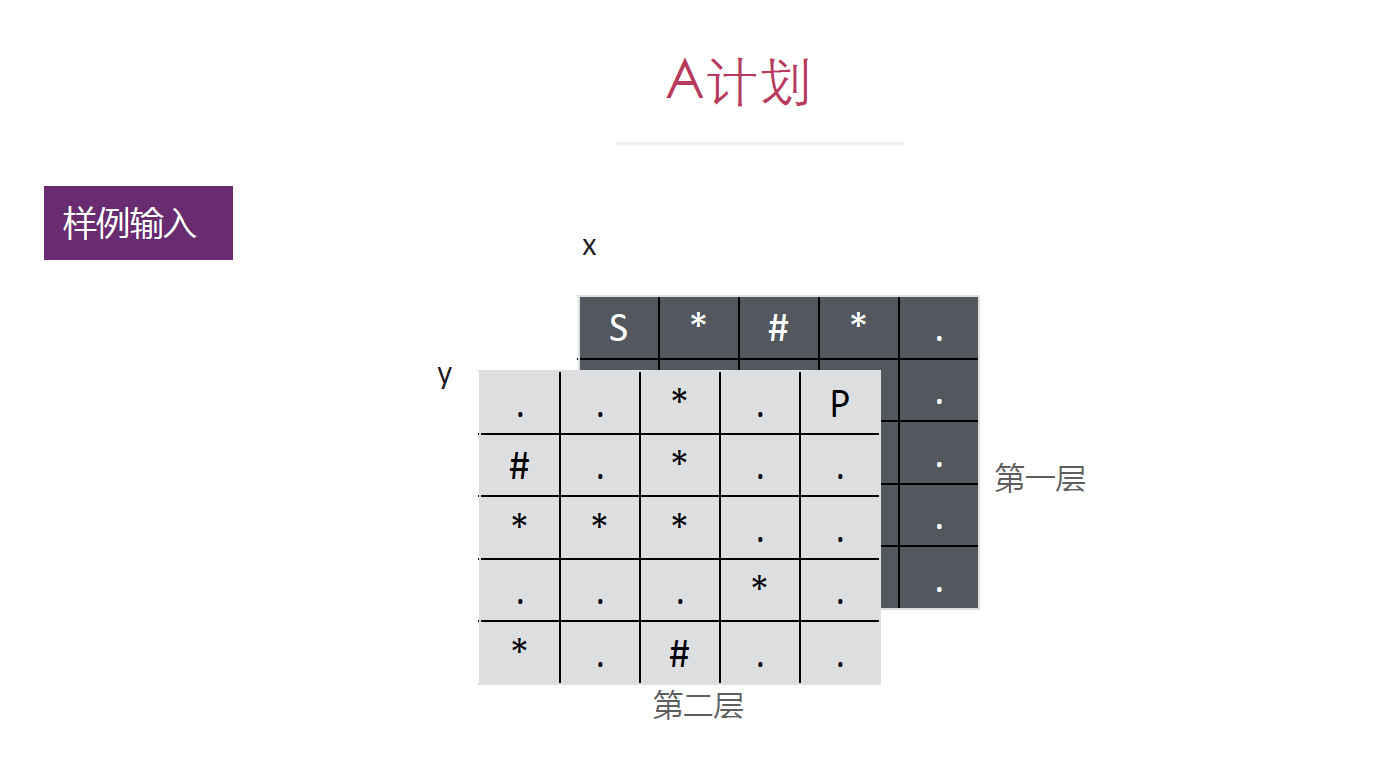 A计划
样例输入
x
S * # * .
y
.
. . * . P
# . * . .
.
* * * . .
第一层
.
. . . * .
.
* . # . .
第二层